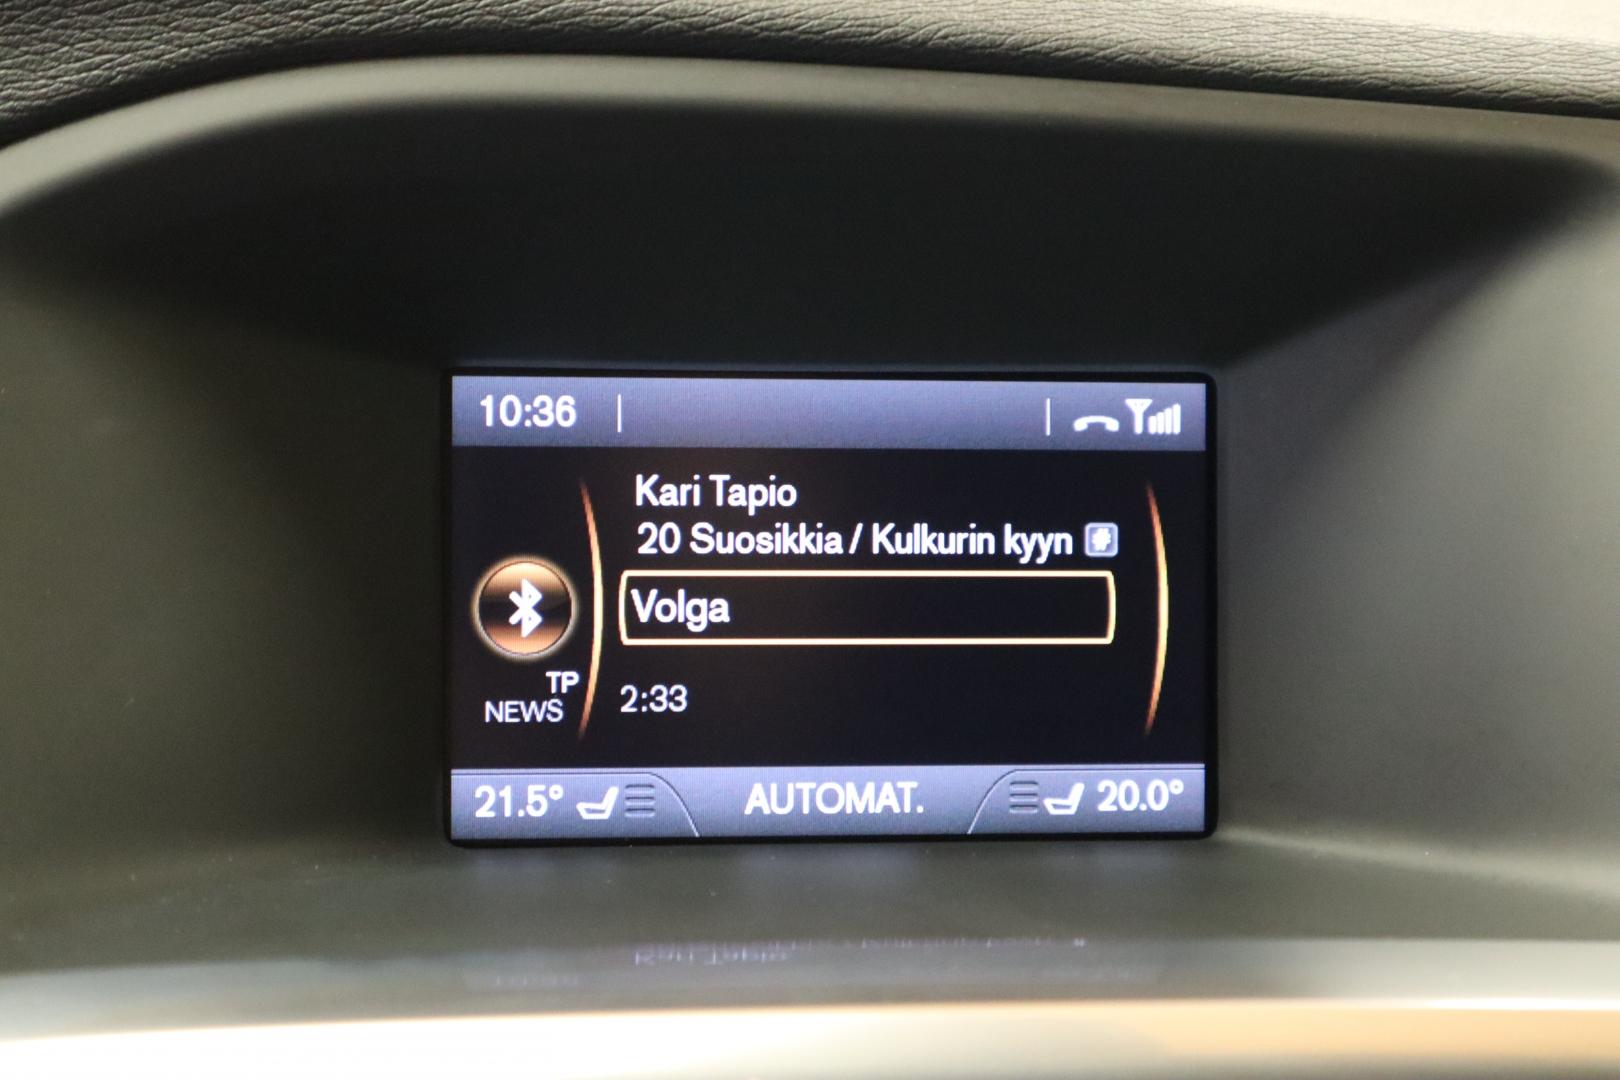 10:36
Kari Tapio
20 Suosikkia / Kulkurin kyyn #
Volga
TP
NEWS
2:33
21.5° AUTOMAT. 20.0°